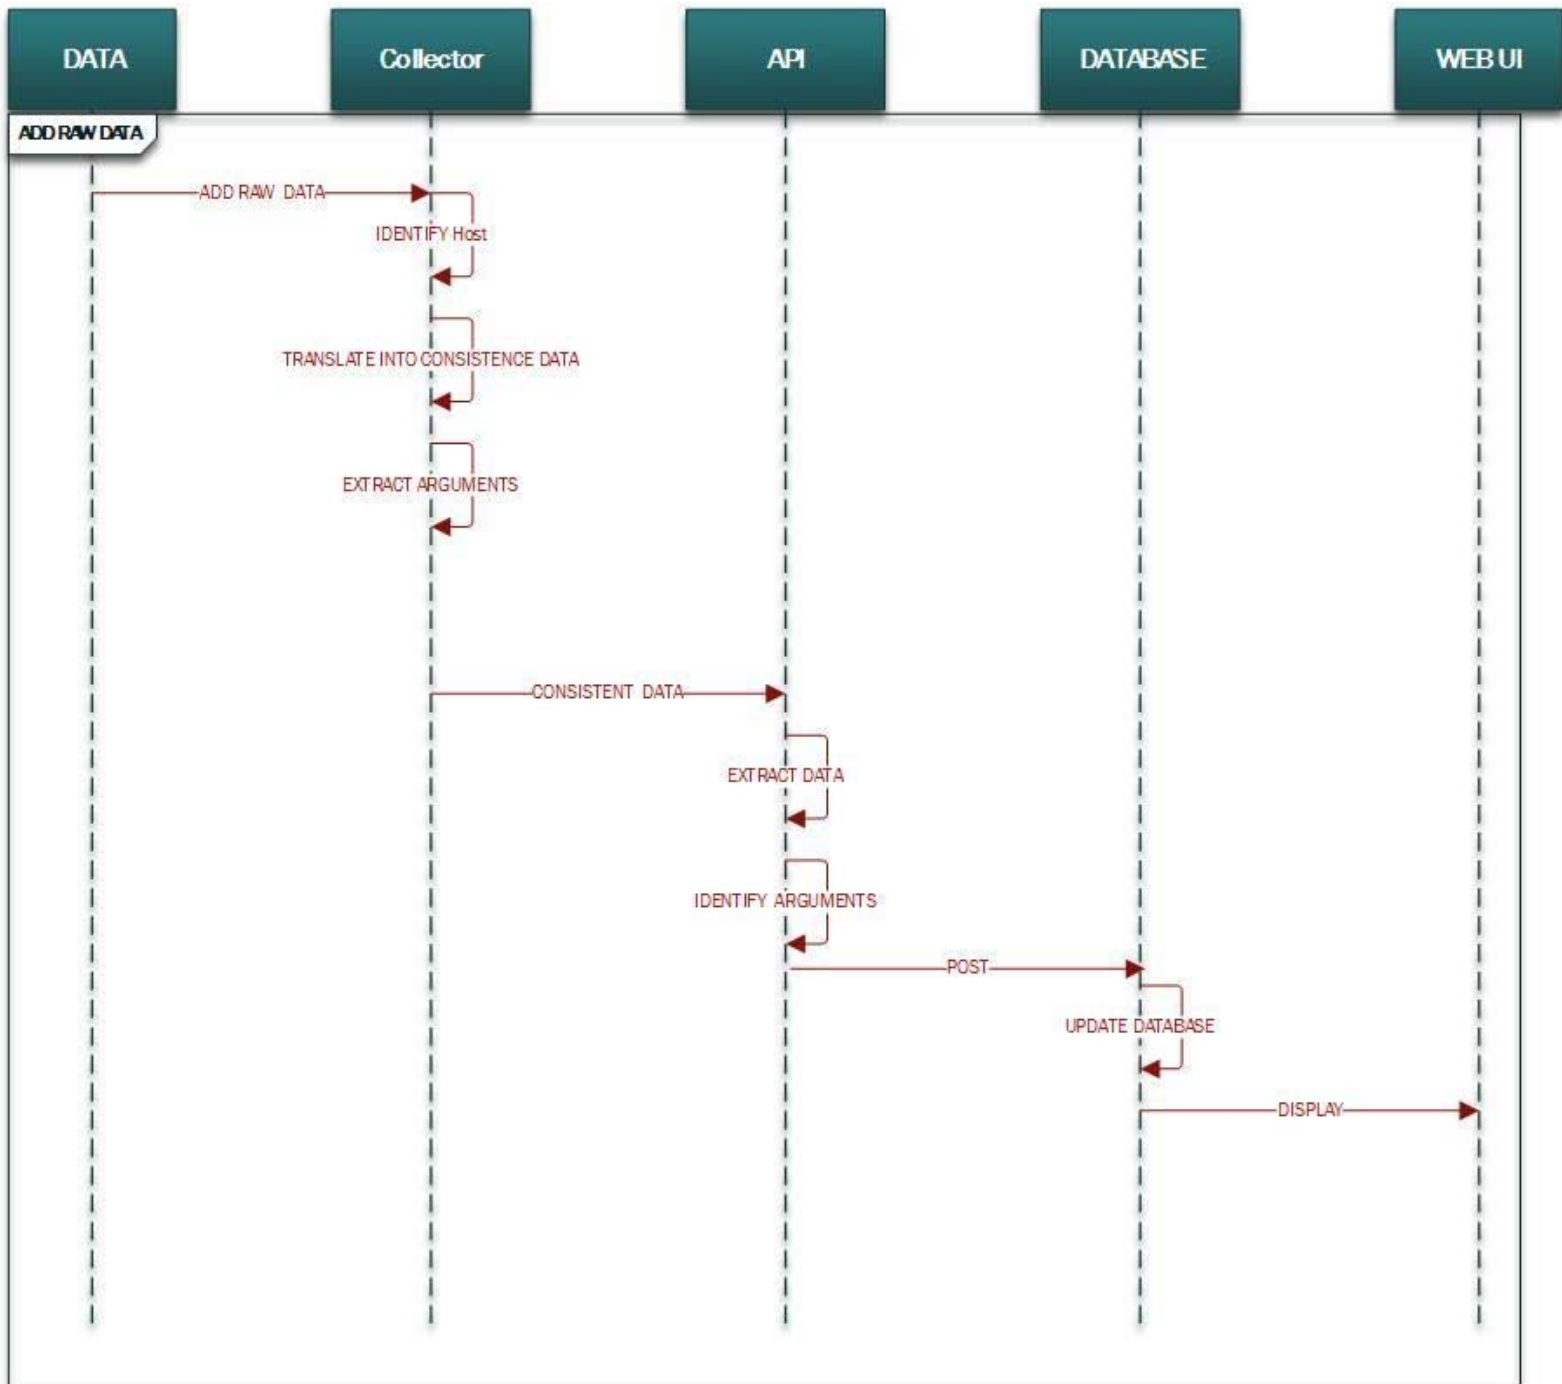 DATA
Collector
API
DATABASE
WEB UI
ADD RAW DATA
ADD RAW DATA
IDENTIFY Host
TRANSLATE INTO CONSISTENCE DATA
EXTRACT ARGUMENTS
CONSISTENT DATA
EXTRACT DATA
IDENTIFY ARGUMENTS
POST
UPDATE DATABASE
DISPLAY